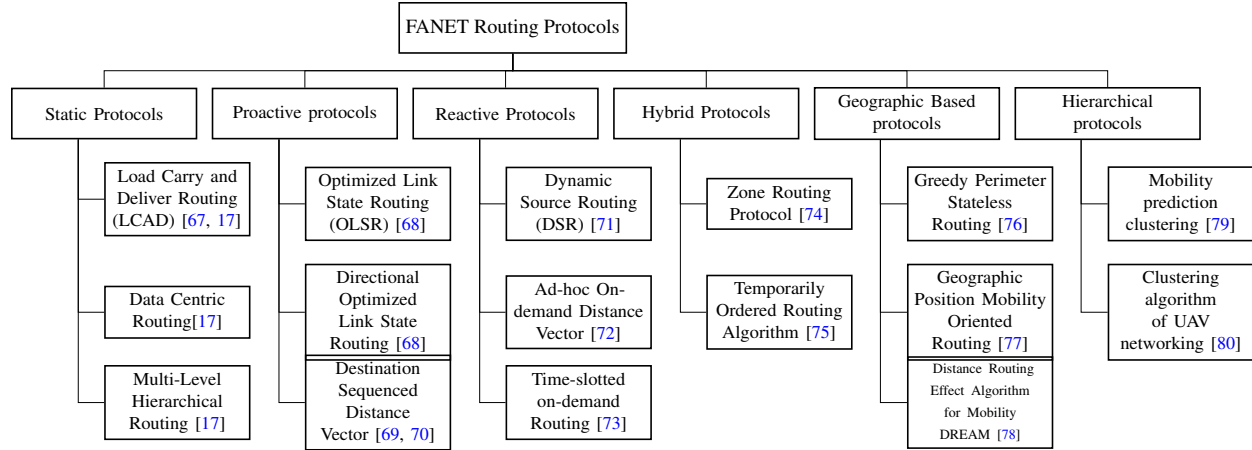 FANET Routing Protocols
Static Protocols
Proactive protocols
Reactive Protocols
Hybrid Protocols
Geographic Based
protocols
Hierarchical
protocols
Load Carry and
Deliver Routing
(LCAD) [67, 17]
Optimized Link
State Routing
(OLSR) [68]
Dynamic
Source Routing
(DSR) [71]
Zone Routing
Protocol [74]
Greedy Perimeter
Stateless
Routing [76]
Mobility
prediction
clustering [79]
Data Centric
Routing[17]
Directional
Optimized
Link State
Routing [68]
Ad-hoc On-
demand Distance
Vector [72]
Temporarily
Ordered Routing
Algorithm [75]
Geographic
Position Mobility
Oriented
Routing [77]
Clustering
algorithm
of UAV
networking [80]
Multi-Level
Hierarchical
Routing [17]
Destination
Sequenced
Distance
Vector [69, 70]
Time-slotted
on-demand
Routing [73]
Distance Routing
Effect Algorithm
for Mobility
DREAM [78]